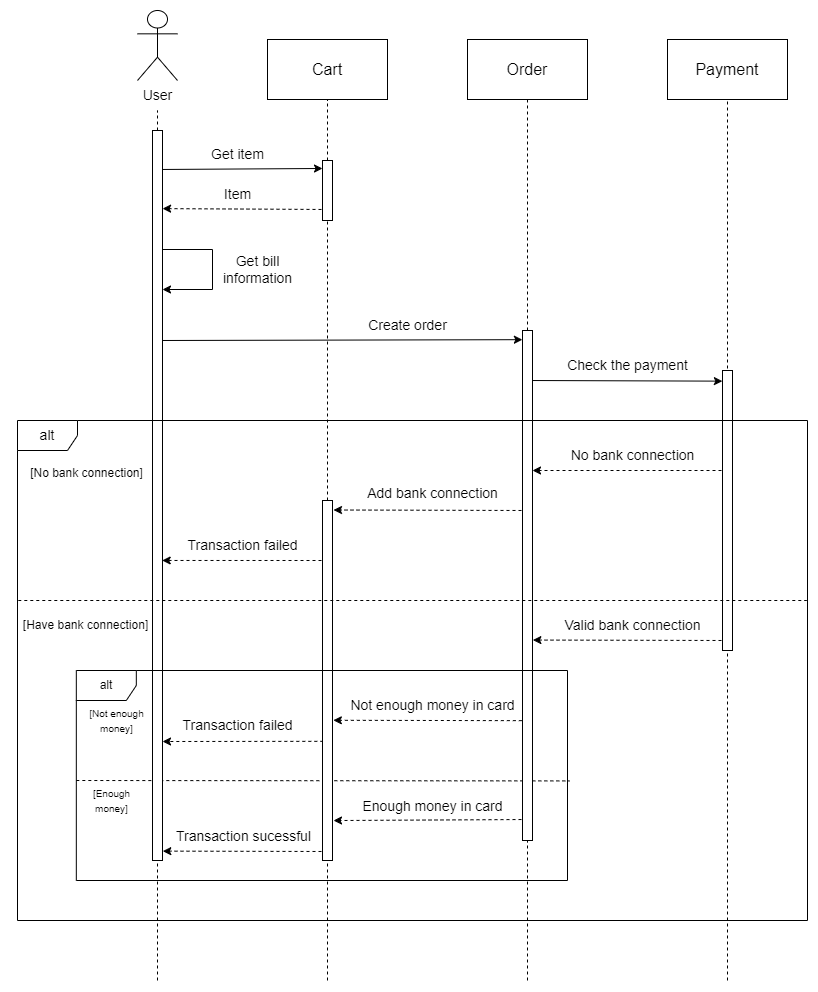 User
Cart
Order
Payment
Get item
Item
Get bill
information
Create order
Check the payment
alt
[No bank connection]
No bank connection
Add bank connection
Transaction failed
[Have bank connection]
Valid bank connection
alt
[Not enough
money]
Not enough money in card
Transaction failed
[Enough
money]
Enough money in card
Transaction sucessful